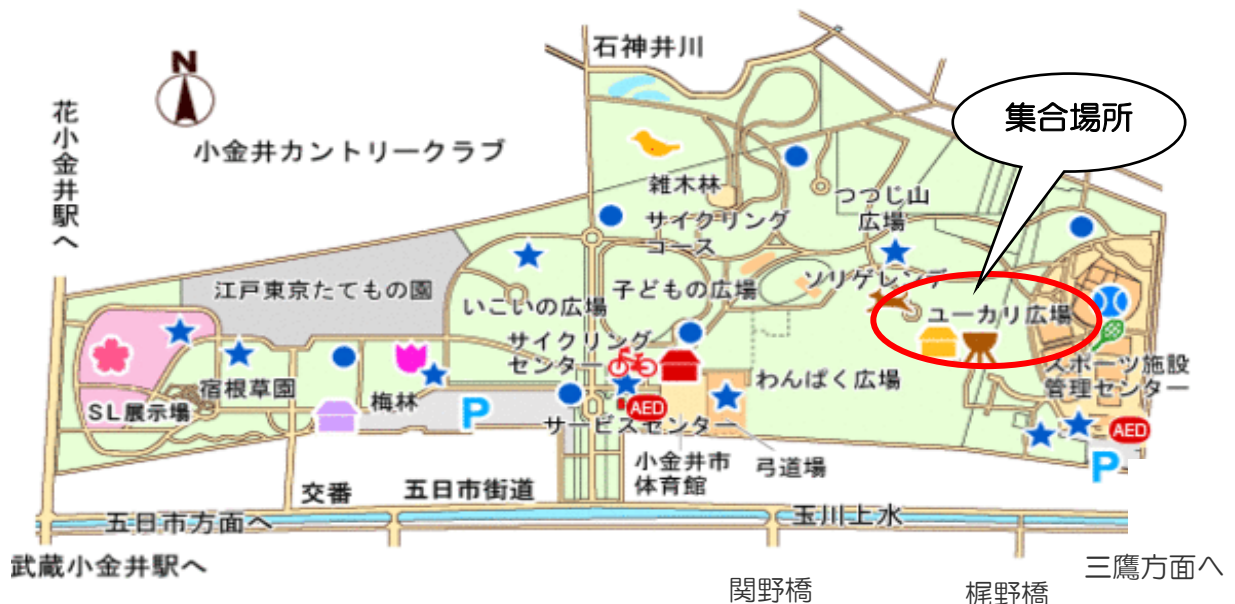 石神井川
N
集合場所
花小金井駅へ
小金井カントリークラブ
雑木林
つつじ山
広場
サイクリング
コース
江戸東京たてもの園
いこいの広場
子どもの広場
ソリゲレンデ
ユーカリ広場
サイクリング
センター
わんぱく広場
スポーツ施設
管理センター
宿根草園
SL展示場
梅林
P
AED
サービスセンター
AED
小金井市
体育館
弓道場
P
交番
五日市街道
五日市方面へ
玉川上水
武蔵小金井駅へ
三鷹方面へ
関野橋
梶野橋